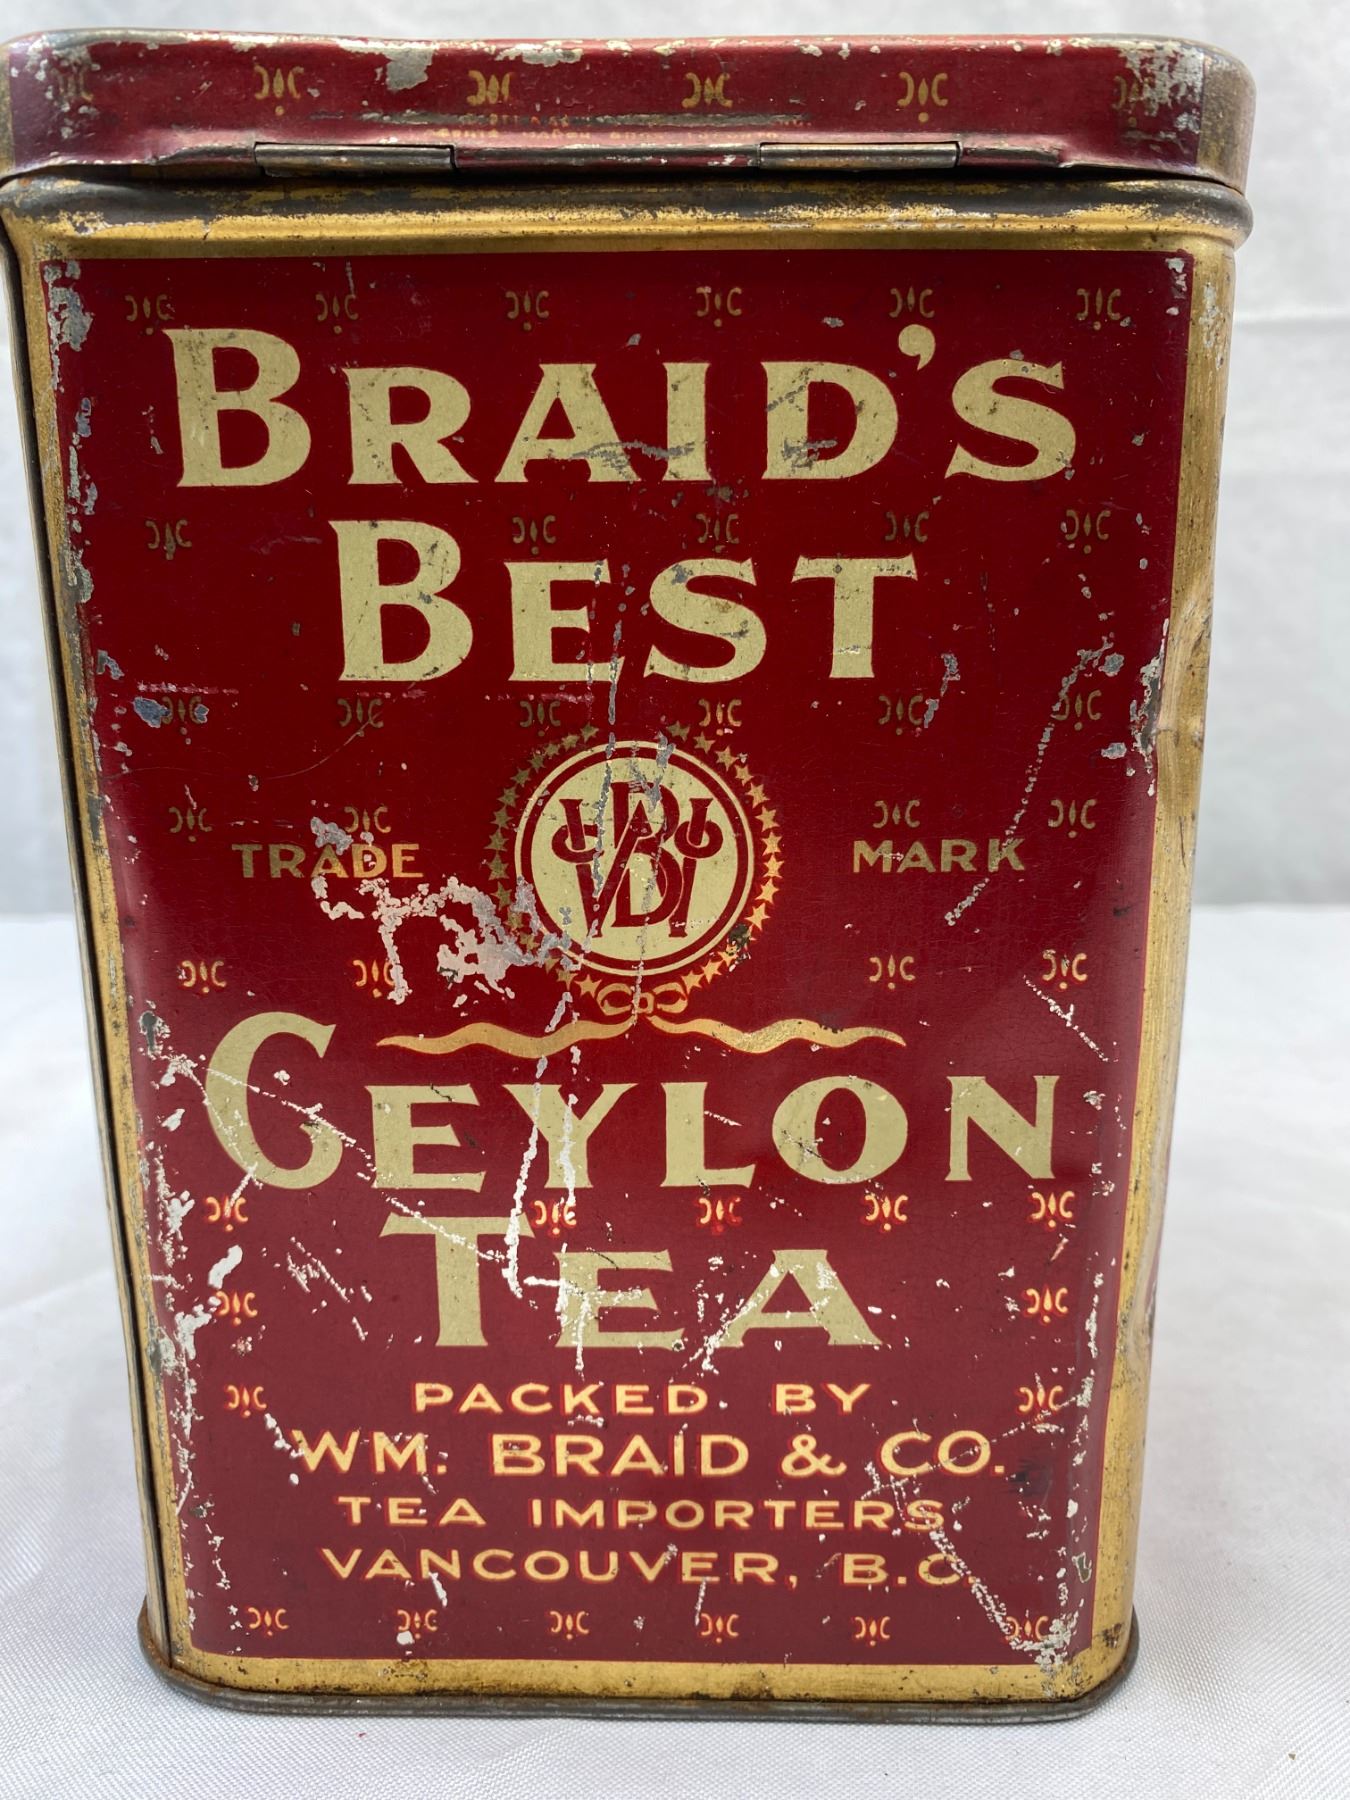 BRAID'S
BEST
TRADE MARK
CEYLON
TEA
PACKED BY
WM. BRAID & CO.
TEA IMPORTERS
VANCOUVER, B.C.